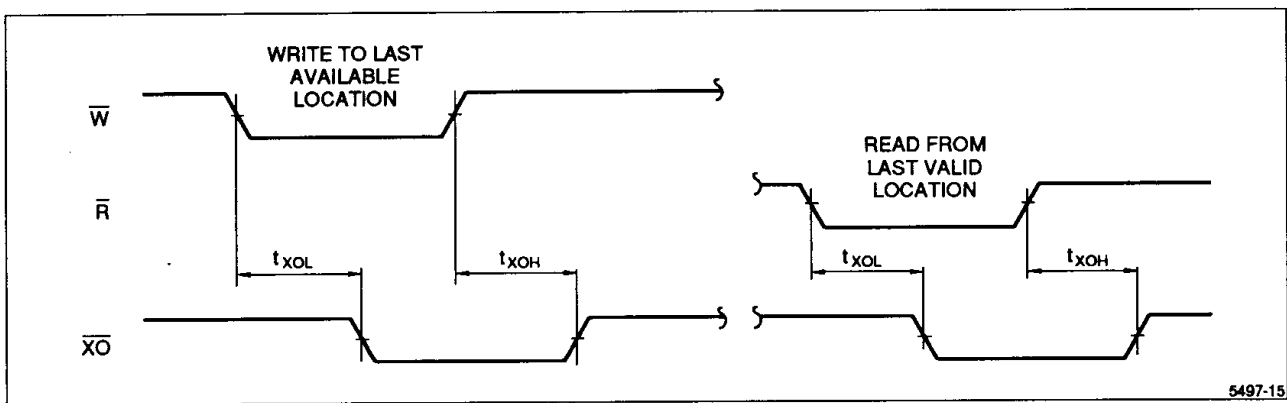 WRITE TO LAST
AVAILABLE
LOCATION
W̅
READ FROM
LAST VALID
LOCATION
R̅
tXOL
tXOH
tXOL
tXOH
X̅O̅
5497-15